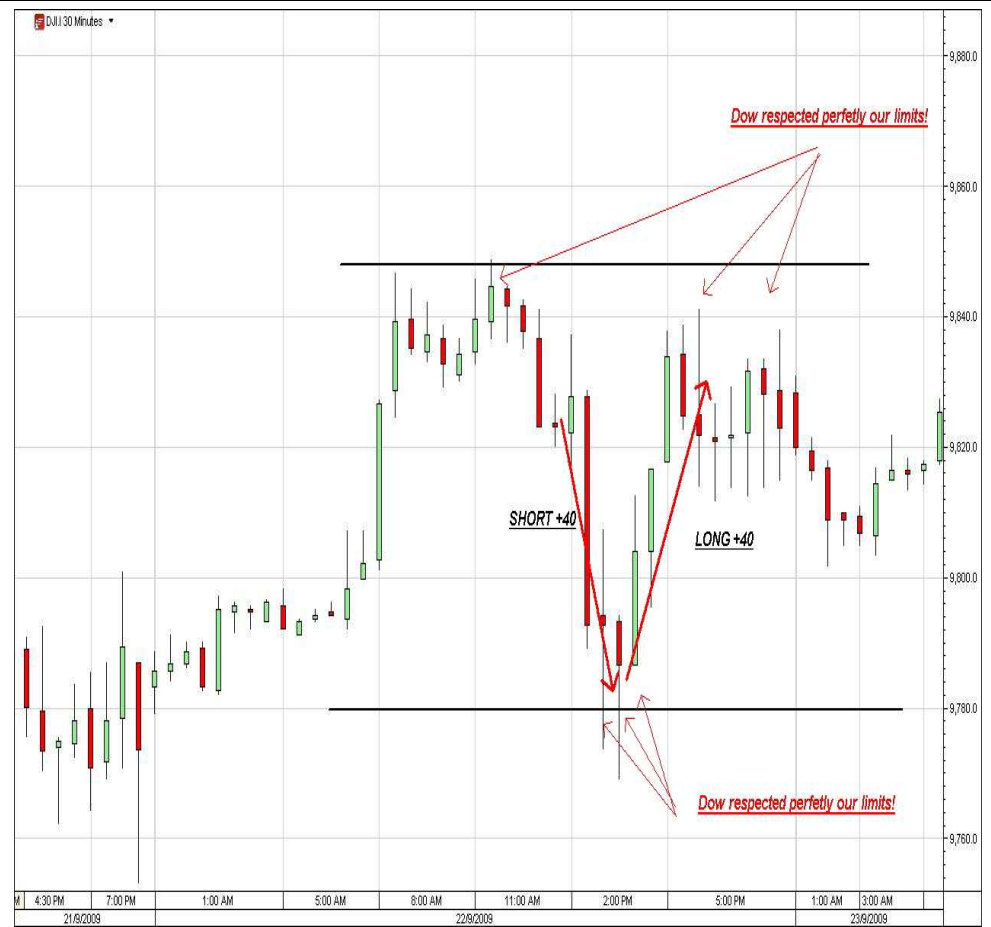 DJI.I 30 Minutes
9,880.0
Dow respected perfetly our limits!
9,860.0
9,840.0
9,820.0
SHORT +40
LONG +40
9,800.0
9,780.0
Dow respected perfetly our limits!
9,760.0
M 4:30 PM 7:00 PM 1:00 AM 5:00 AM 8:00 AM 11:00 AM 2:00 PM 5:00 PM 1:00 AM 3:00 AM
21/9/2009 22/9/2009 23/9/2009